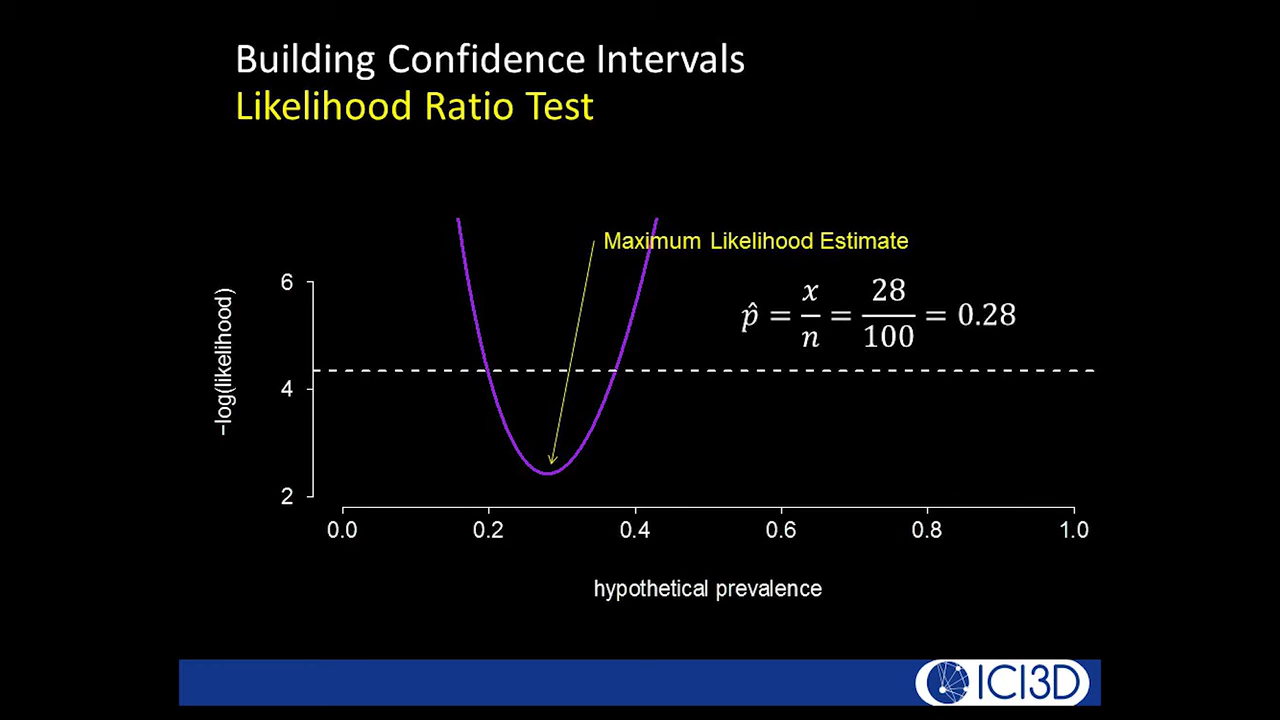 Building Confidence Intervals
Likelihood Ratio Test
Maximum Likelihood Estimate
p̂ = x/n = 28/100 = 0.28
−log(likelihood)
6
4
2
0.0 0.2 0.4 0.6 0.8 1.0
hypothetical prevalence
ICI3D